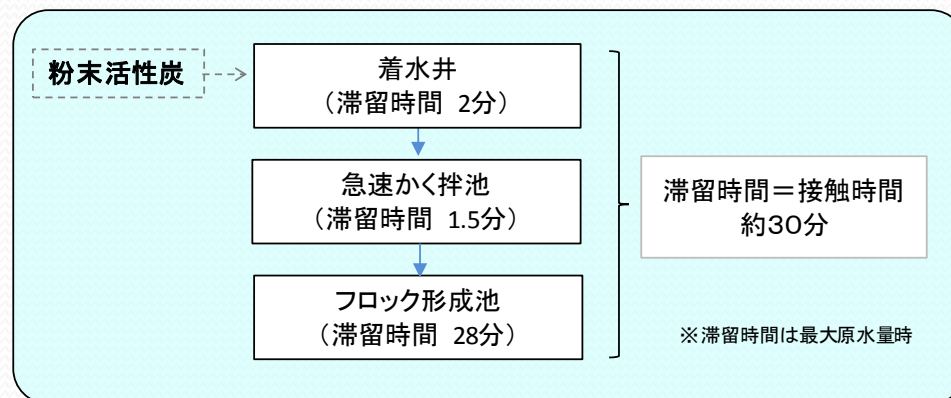 粉末活性炭
着水井
（滞留時間 2分）
急速かく拌池
（滞留時間 1.5分）
フロック形成池
（滞留時間 28分）
滞留時間＝接触時間
約３０分
※滞留時間は最大原水量時